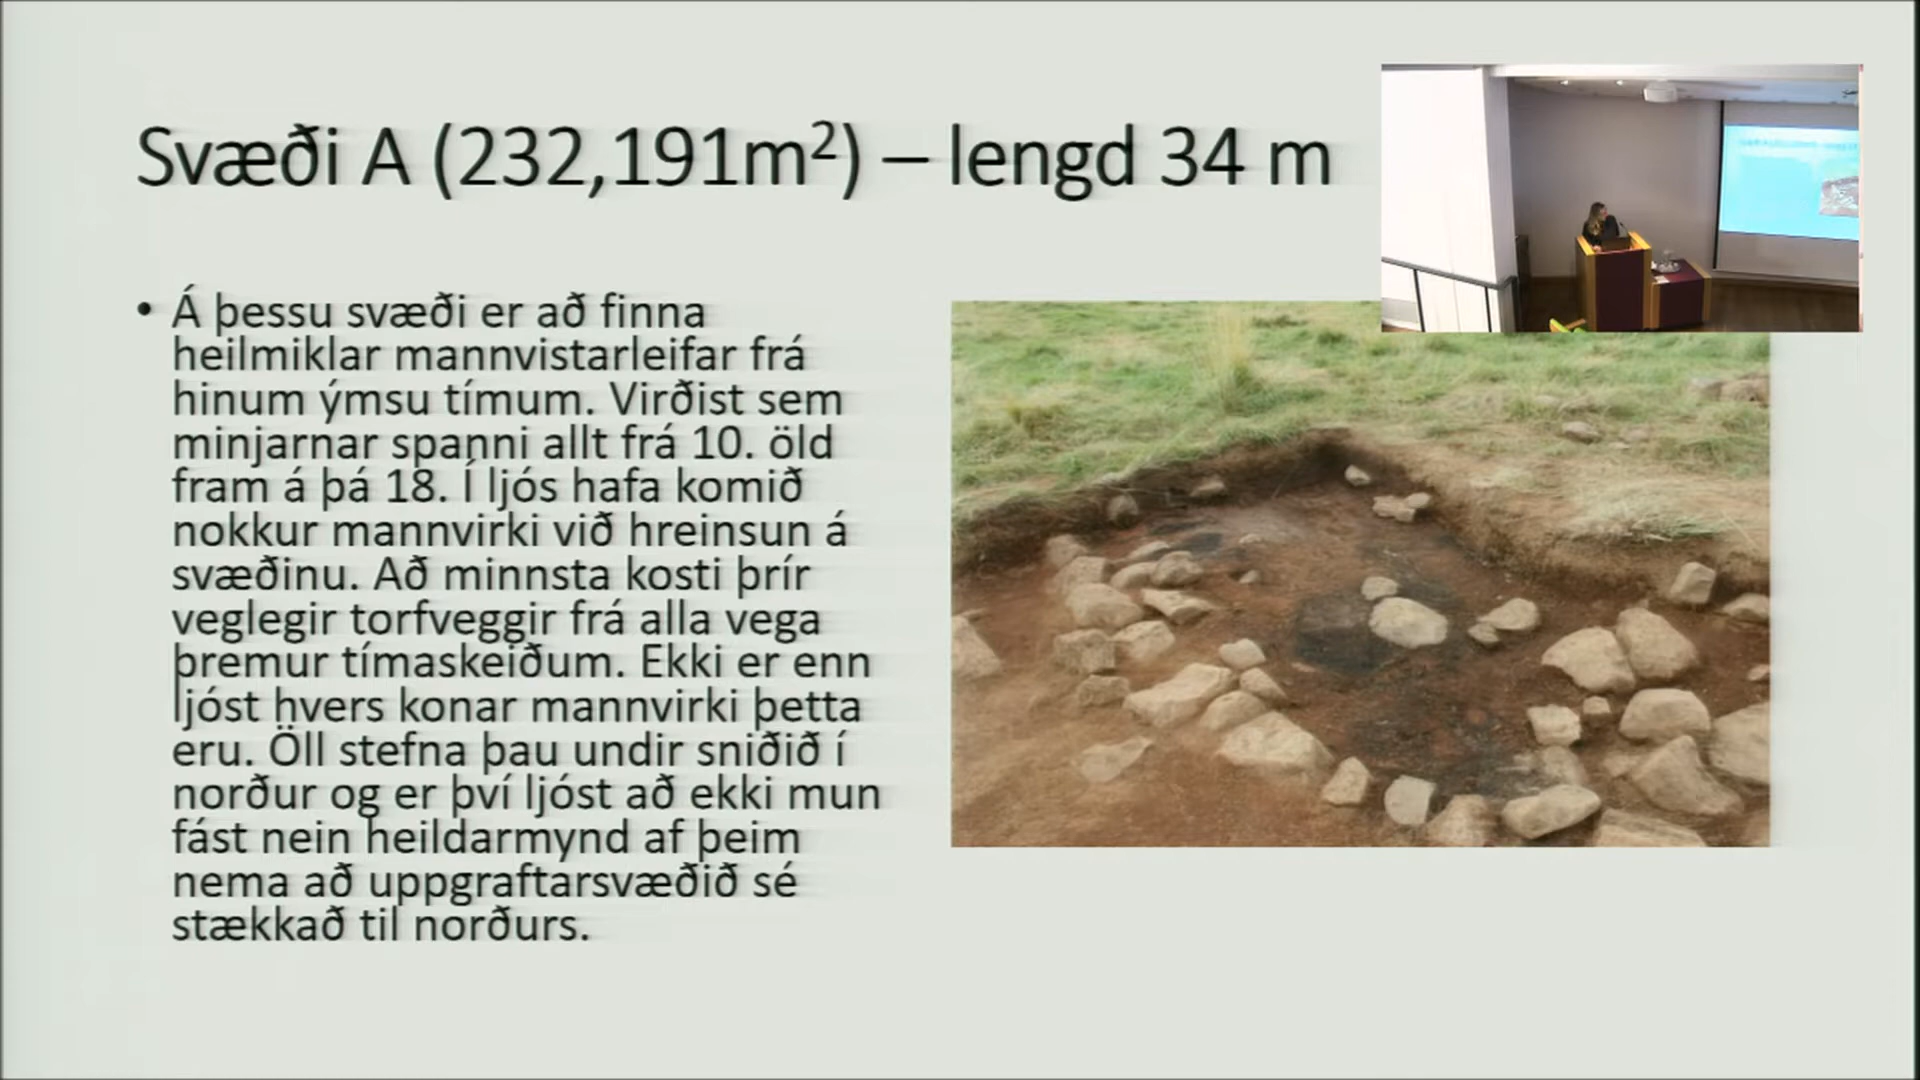 Svæði A (232,191m²) – lengd 34 m
• Á þessu svæði er að finna
heilmiklar mannvistarleifar frá
hinum ýmsu tímum. Virðist sem
minjarnar spanni allt frá 10. öld
fram á þá 18. Í ljós hafa komið
nokkur mannvirki við hreinsun á
svæðinu. Að minnsta kosti þrír
veglegir torfveggir frá alla vega
þremur tímaskeiðum. Ekki er enn
ljóst hvers konar mannvirki þetta
eru. Öll stefna þau undir sniðið í
norður og er því ljóst að ekki mun
fást nein heildarmynd af þeim
nema að uppgraftarsvæðið sé
stækkað til norðurs.